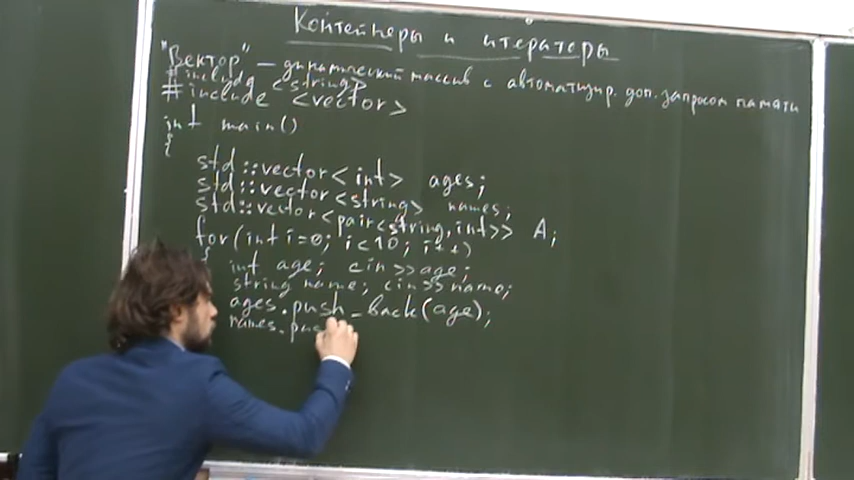 Контейнеры и итераторы
"Вектор" — динамический массив с автоматизир. доп. запросом памяти
#include <string>
#include <vector>
int main()
{
std::vector<int> ages;
std::vector<string> names;
std::vector<pair<string,int>> A;
for(int i=0; i<10; i++)
{
int age; cin>>age;
string name; cin>>name;
ages.push_back(age);
names.pus